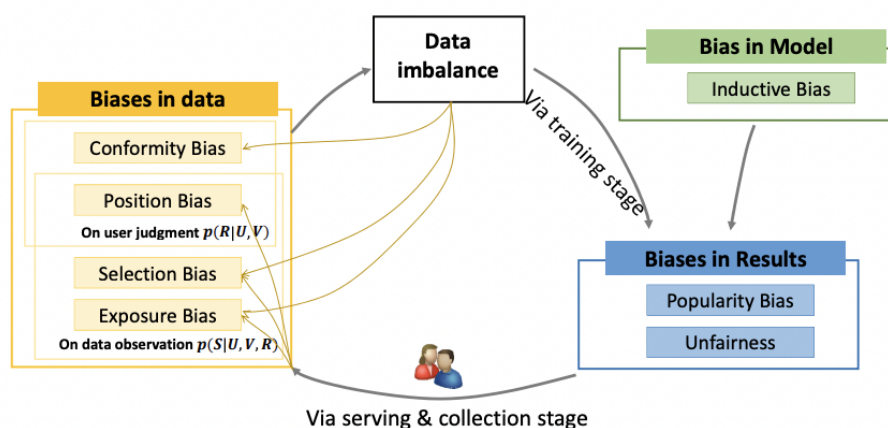 Data
imbalance
Bias in Model
Inductive Bias
Biases in data
Conformity Bias
Position Bias
On user judgment p(R|U,V)
Selection Bias
Exposure Bias
On data observation p(S|U,V,R)
Via training stage
Biases in Results
Popularity Bias
Unfairness
Via serving & collection stage